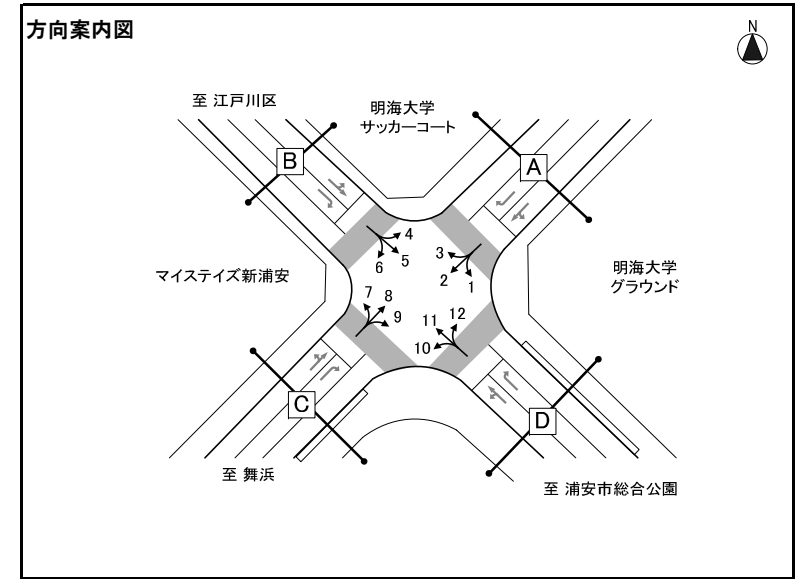 方向案内図
N
至 江戸川区
明海大学
サッカーコート
B
A
4
5
6
3
2
1
マイステイズ新浦安
明海大学
グラウンド
7
8
9
11
12
10
C
D
至 舞浜
至 浦安市総合公園